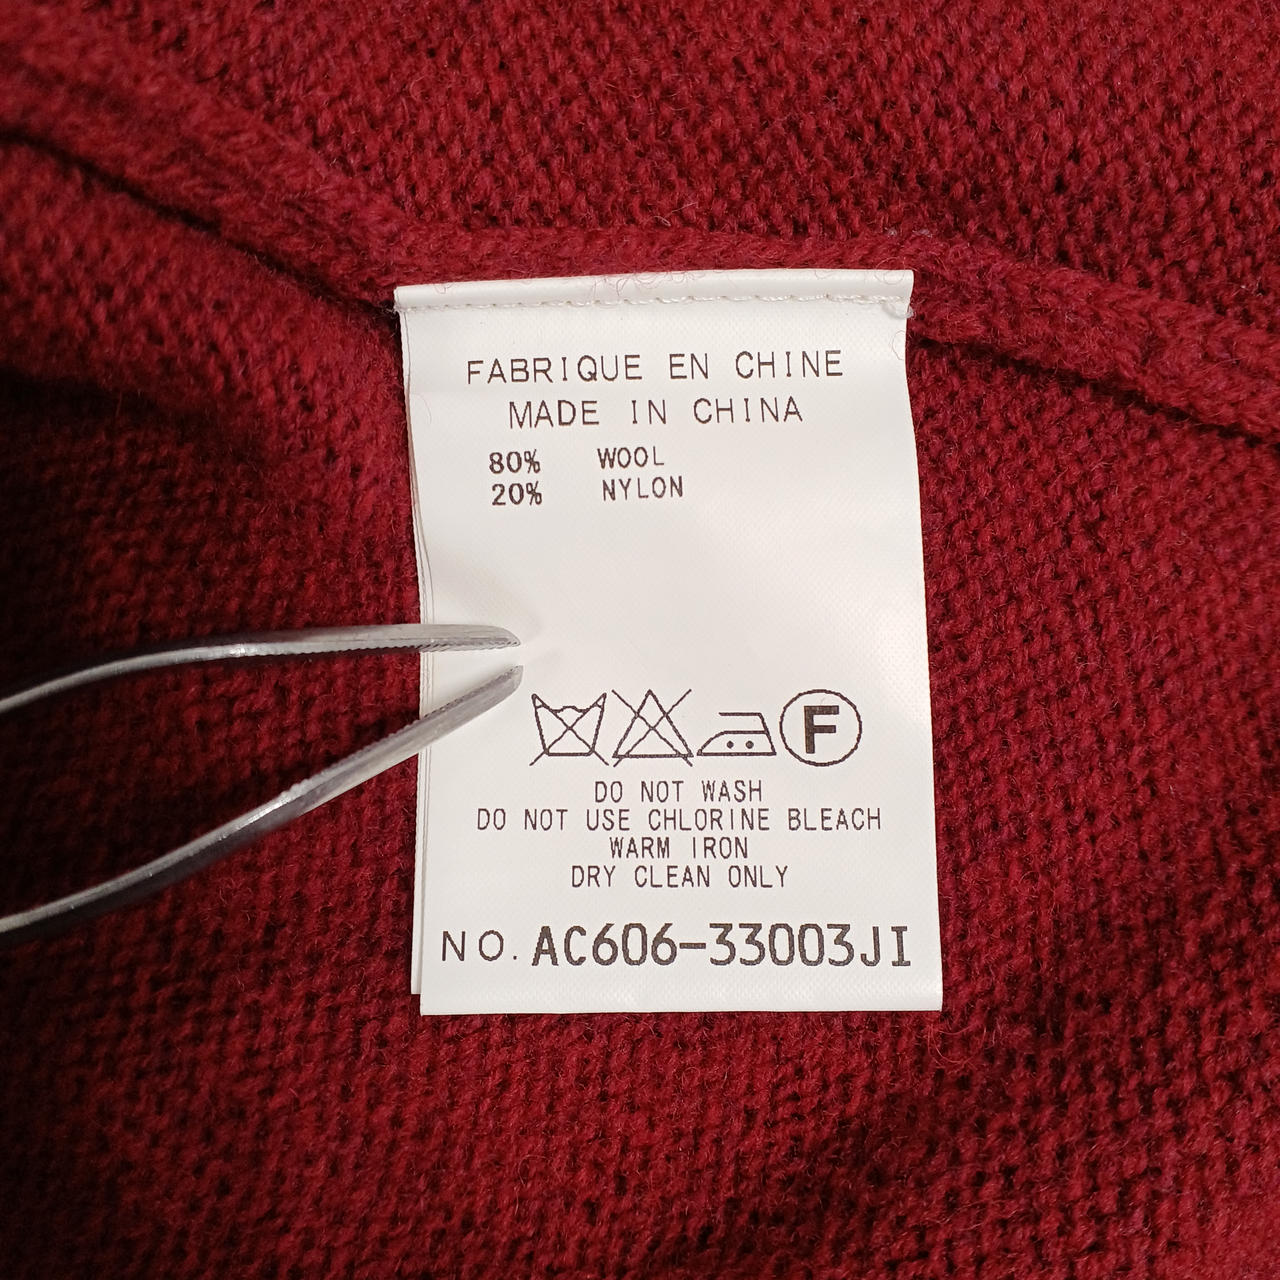 FABRIQUE EN CHINE
MADE IN CHINA
80% WOOL
20% NYLON
F
DO NOT WASH
DO NOT USE CHLORINE BLEACH
WARM IRON
DRY CLEAN ONLY
NO. AC606-33003JI